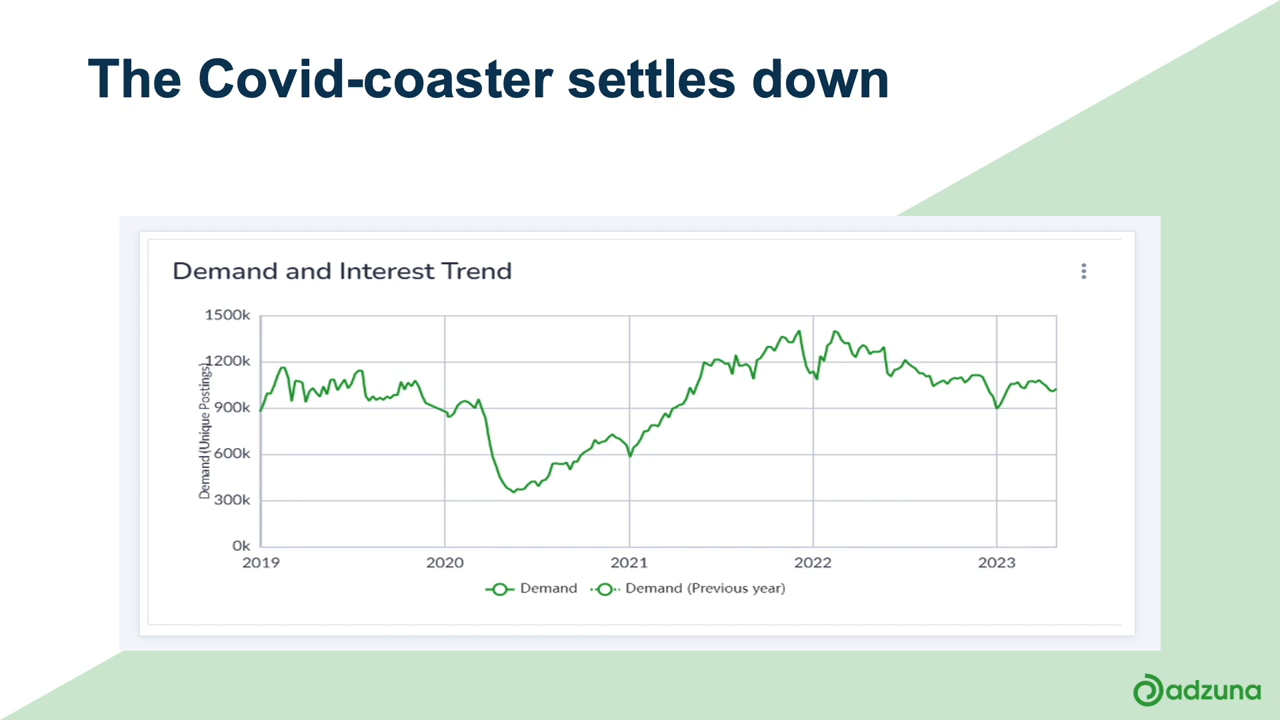 The Covid-coaster settles down
Demand and Interest Trend
Demand (Unique Postings)
1500k
1200k
900k
600k
300k
0k
2019 2020 2021 2022 2023
Demand Demand (Previous year)
adzuna